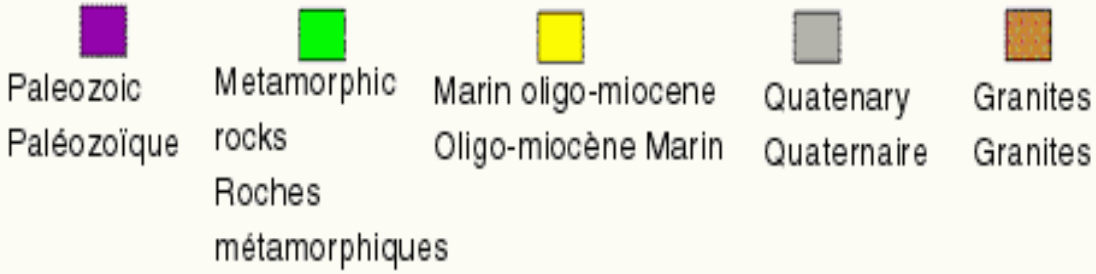 Paleozoic
Paléozoïque
Metamorphic
rocks
Roches
métamorphiques
Marin oligo-miocene
Oligo-miocène Marin
Quatenary
Quaternaire
Granites
Granites